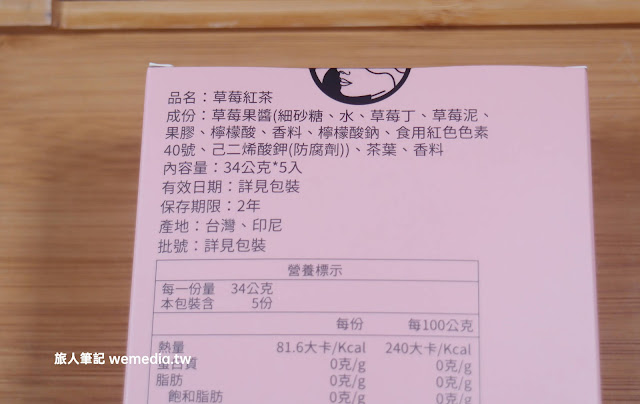 品名：草莓紅茶
成份：草莓果醬(細砂糖、水、草莓丁、草莓泥、
果膠、檸檬酸、香料、檸檬酸鈉、食用紅色色素
40號、己二烯酸鉀(防腐劑))、茶葉、香料
內容量：34公克*5入
有效日期：詳見包裝
保存期限：2年
產地：台灣、印尼
批號：詳見包裝
營養標示
每一份量 34公克
本包裝含 5份
每份 每100公克
熱量 81.6大卡/Kcal 240大卡/Kcal
蛋白質 0克/g 0克/g
脂肪 0克/g 0克/g
飽和脂肪 0克/g 0克/g
旅人筆記 wemedia.tw